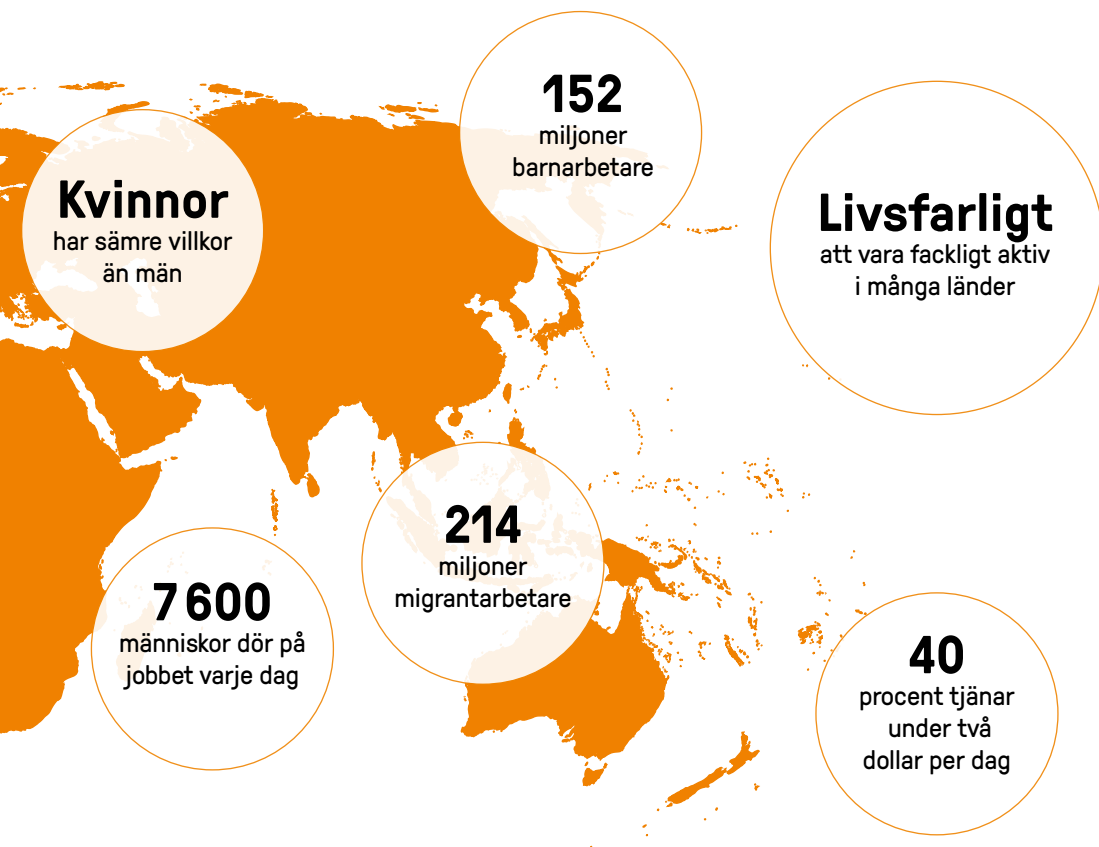 152
miljoner
barnarbetare
Kvinnor
har sämre villkor
än män
Livsfarligt
att vara fackligt aktiv
i många länder
214
miljoner
migrantarbetare
7 600
människor dör på
jobbet varje dag
40
procent tjänar
under två
dollar per dag